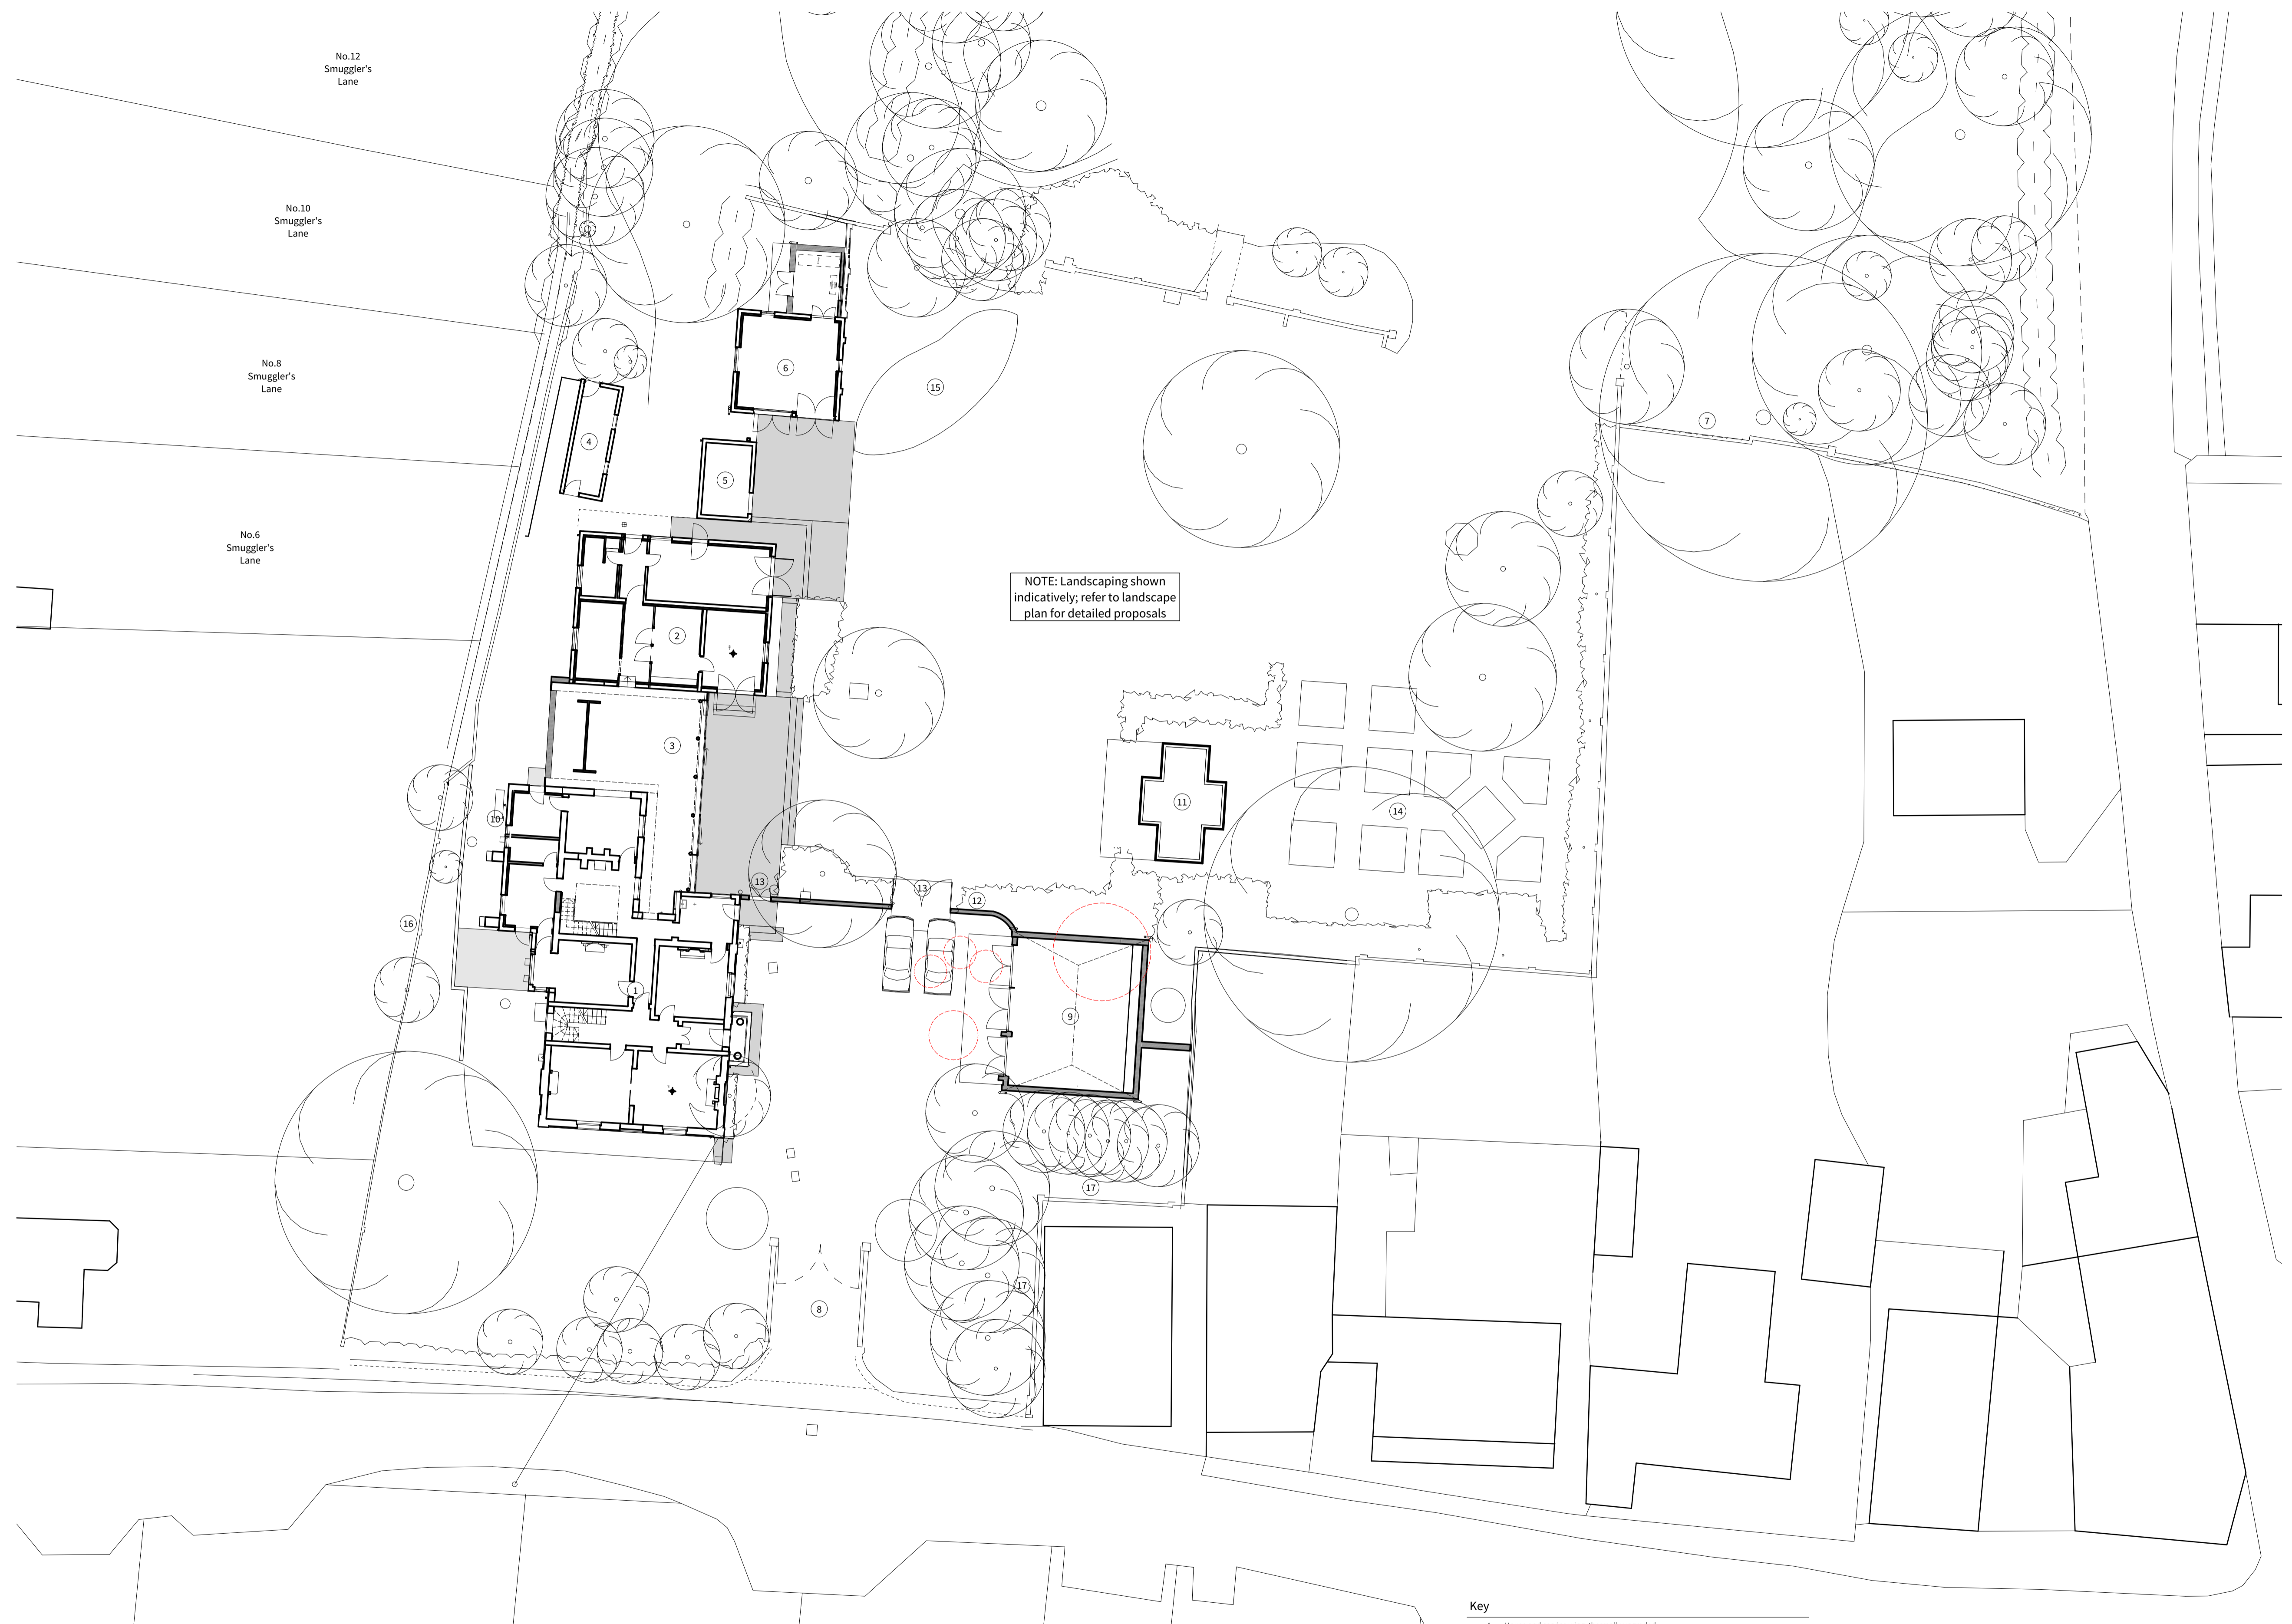 No.12
Smuggler's
Lane
No.10
Smuggler's
Lane
No.8
Smuggler's
Lane
No.6
Smuggler's
Lane
6
15
7
4
5
NOTE: Landscaping shown
indicatively; refer to landscape
plan for detailed proposals
2
3
11
14
10
13
13
12
16
1
9
17
17
8
Key